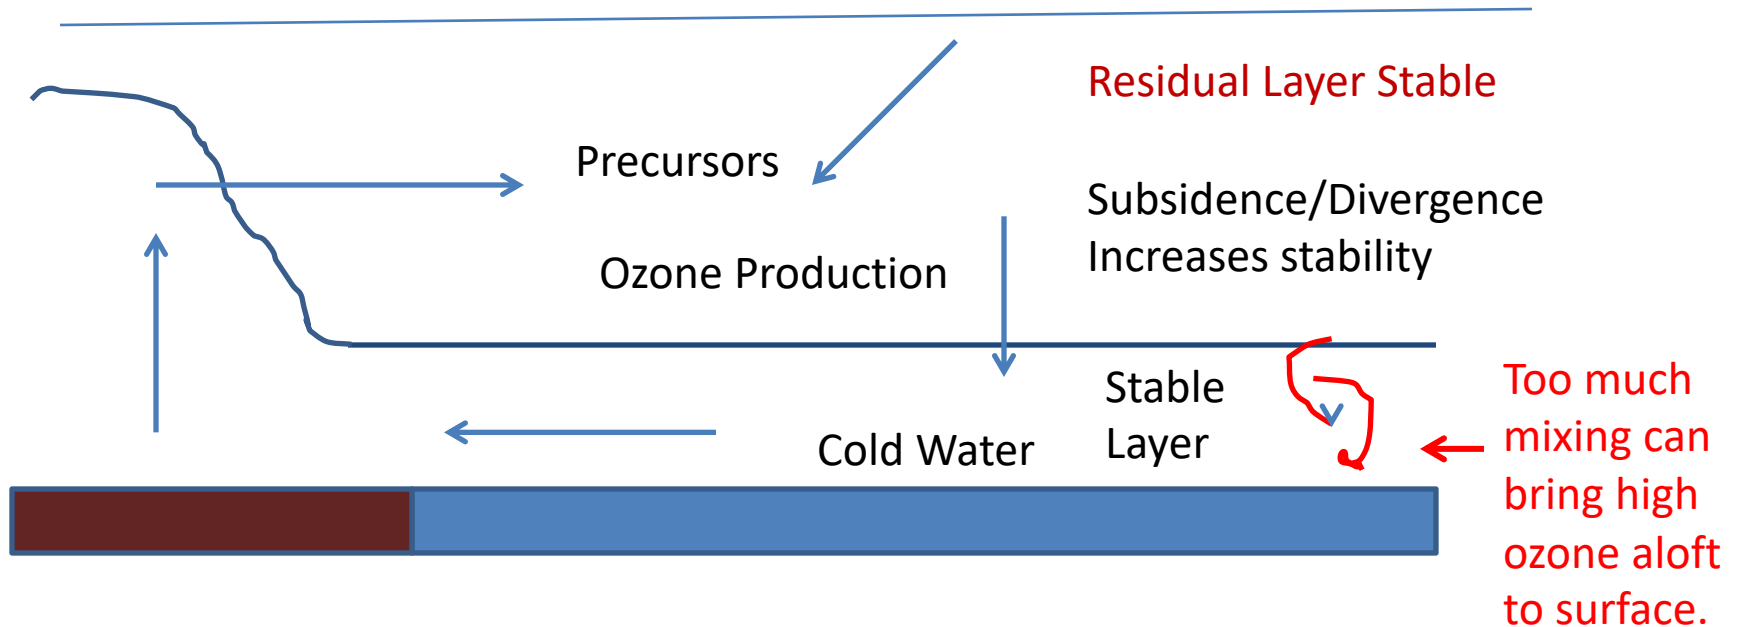 Residual Layer Stable
Precursors
Subsidence/Divergence
Increases stability
Ozone Production
Stable
Layer
Cold Water
Too much
mixing can
bring high
ozone aloft
to surface.